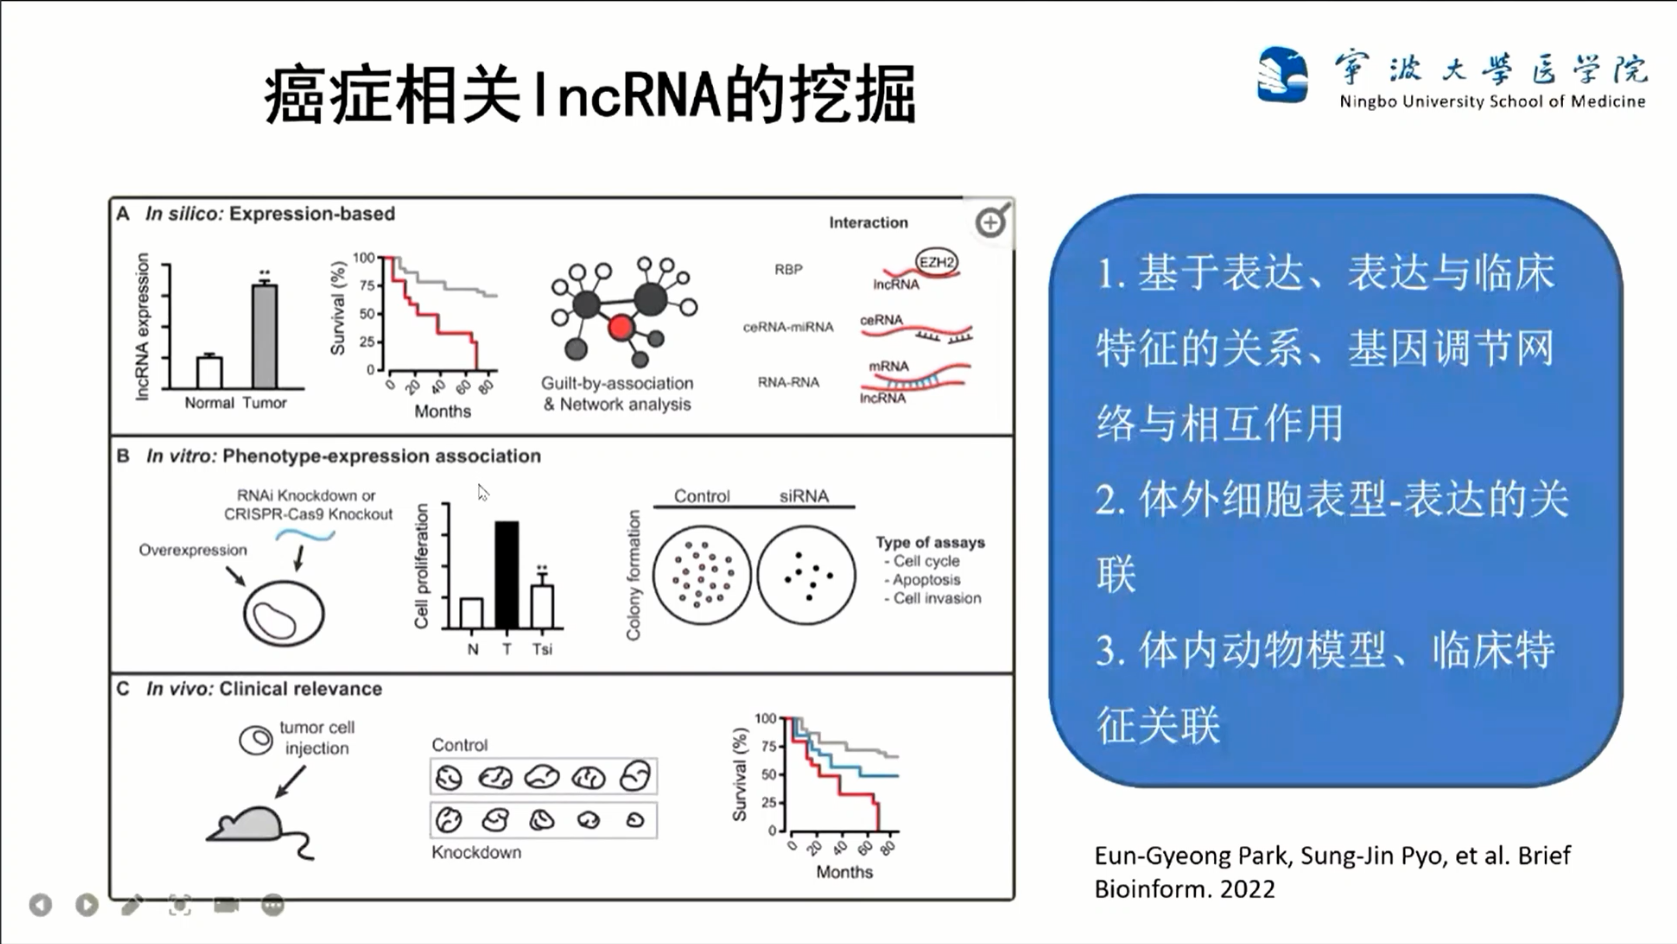 癌症相关lncRNA的挖掘
寧波大學医学院
Ningbo University School of Medicine
A In silico: Expression-based
lncRNA expression
**
Normal Tumor
Survival (%)
100
75
50
25
0
0 20 40 60 80
Months
Guilt-by-association
& Network analysis
Interaction
RBP
EZH2
lncRNA
ceRNA-miRNA
ceRNA
RNA-RNA
mRNA
lncRNA
B In vitro: Phenotype-expression association
RNAi Knockdown or
CRISPR-Cas9 Knockout
Overexpression
Cell proliferation
**
N T Tsi
Colony formation
Control siRNA
Type of assays
- Cell cycle
- Apoptosis
- Cell invasion
C In vivo: Clinical relevance
tumor cell
injection
Control
Knockdown
Survival (%)
100
75
50
25
0
0 20 40 60 80
Months
1. 基于表达、表达与临床
特征的关系、基因调节网
络与相互作用
2. 体外细胞表型-表达的关
联
3. 体内动物模型、临床特
征关联
Eun-Gyeong Park, Sung-Jin Pyo, et al. Brief
Bioinform. 2022